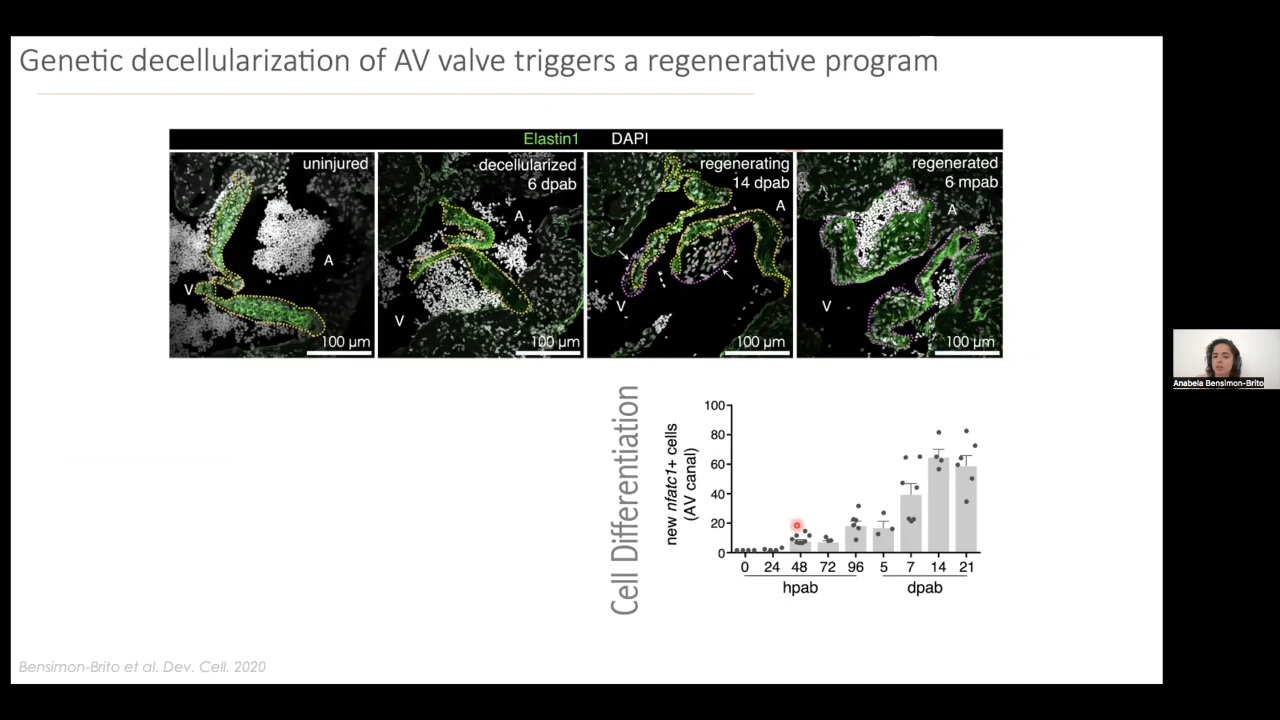 Genetic decellularization of AV valve triggers a regenerative program
Elastin1 DAPI
uninjured
A
V
100 µm
decellularized
6 dpab
A
V
100 µm
regenerating
14 dpab
A
V
100 µm
regenerated
6 mpab
A
V
100 µm
Anabela Bensimon-Brito
Cell Differentiation
new nfatc1+ cells
(AV canal)
100
80
60
40
20
0
0 24 48 72 96 5 7 14 21
hpab dpab
Bensimon-Brito et al. Dev. Cell. 2020